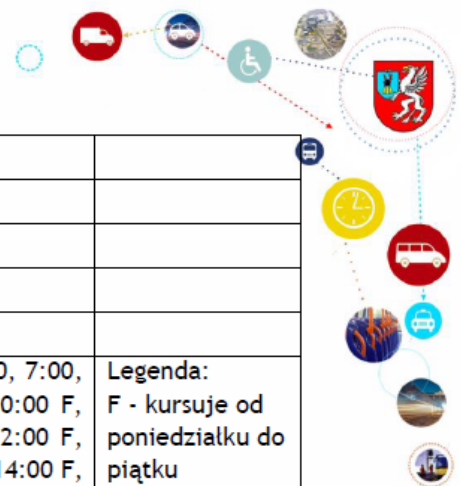 0, 7:00,
0:00 F,
2:00 F,
14:00 F,
Legenda:
F - kursuje od
poniedziałku do
piątku